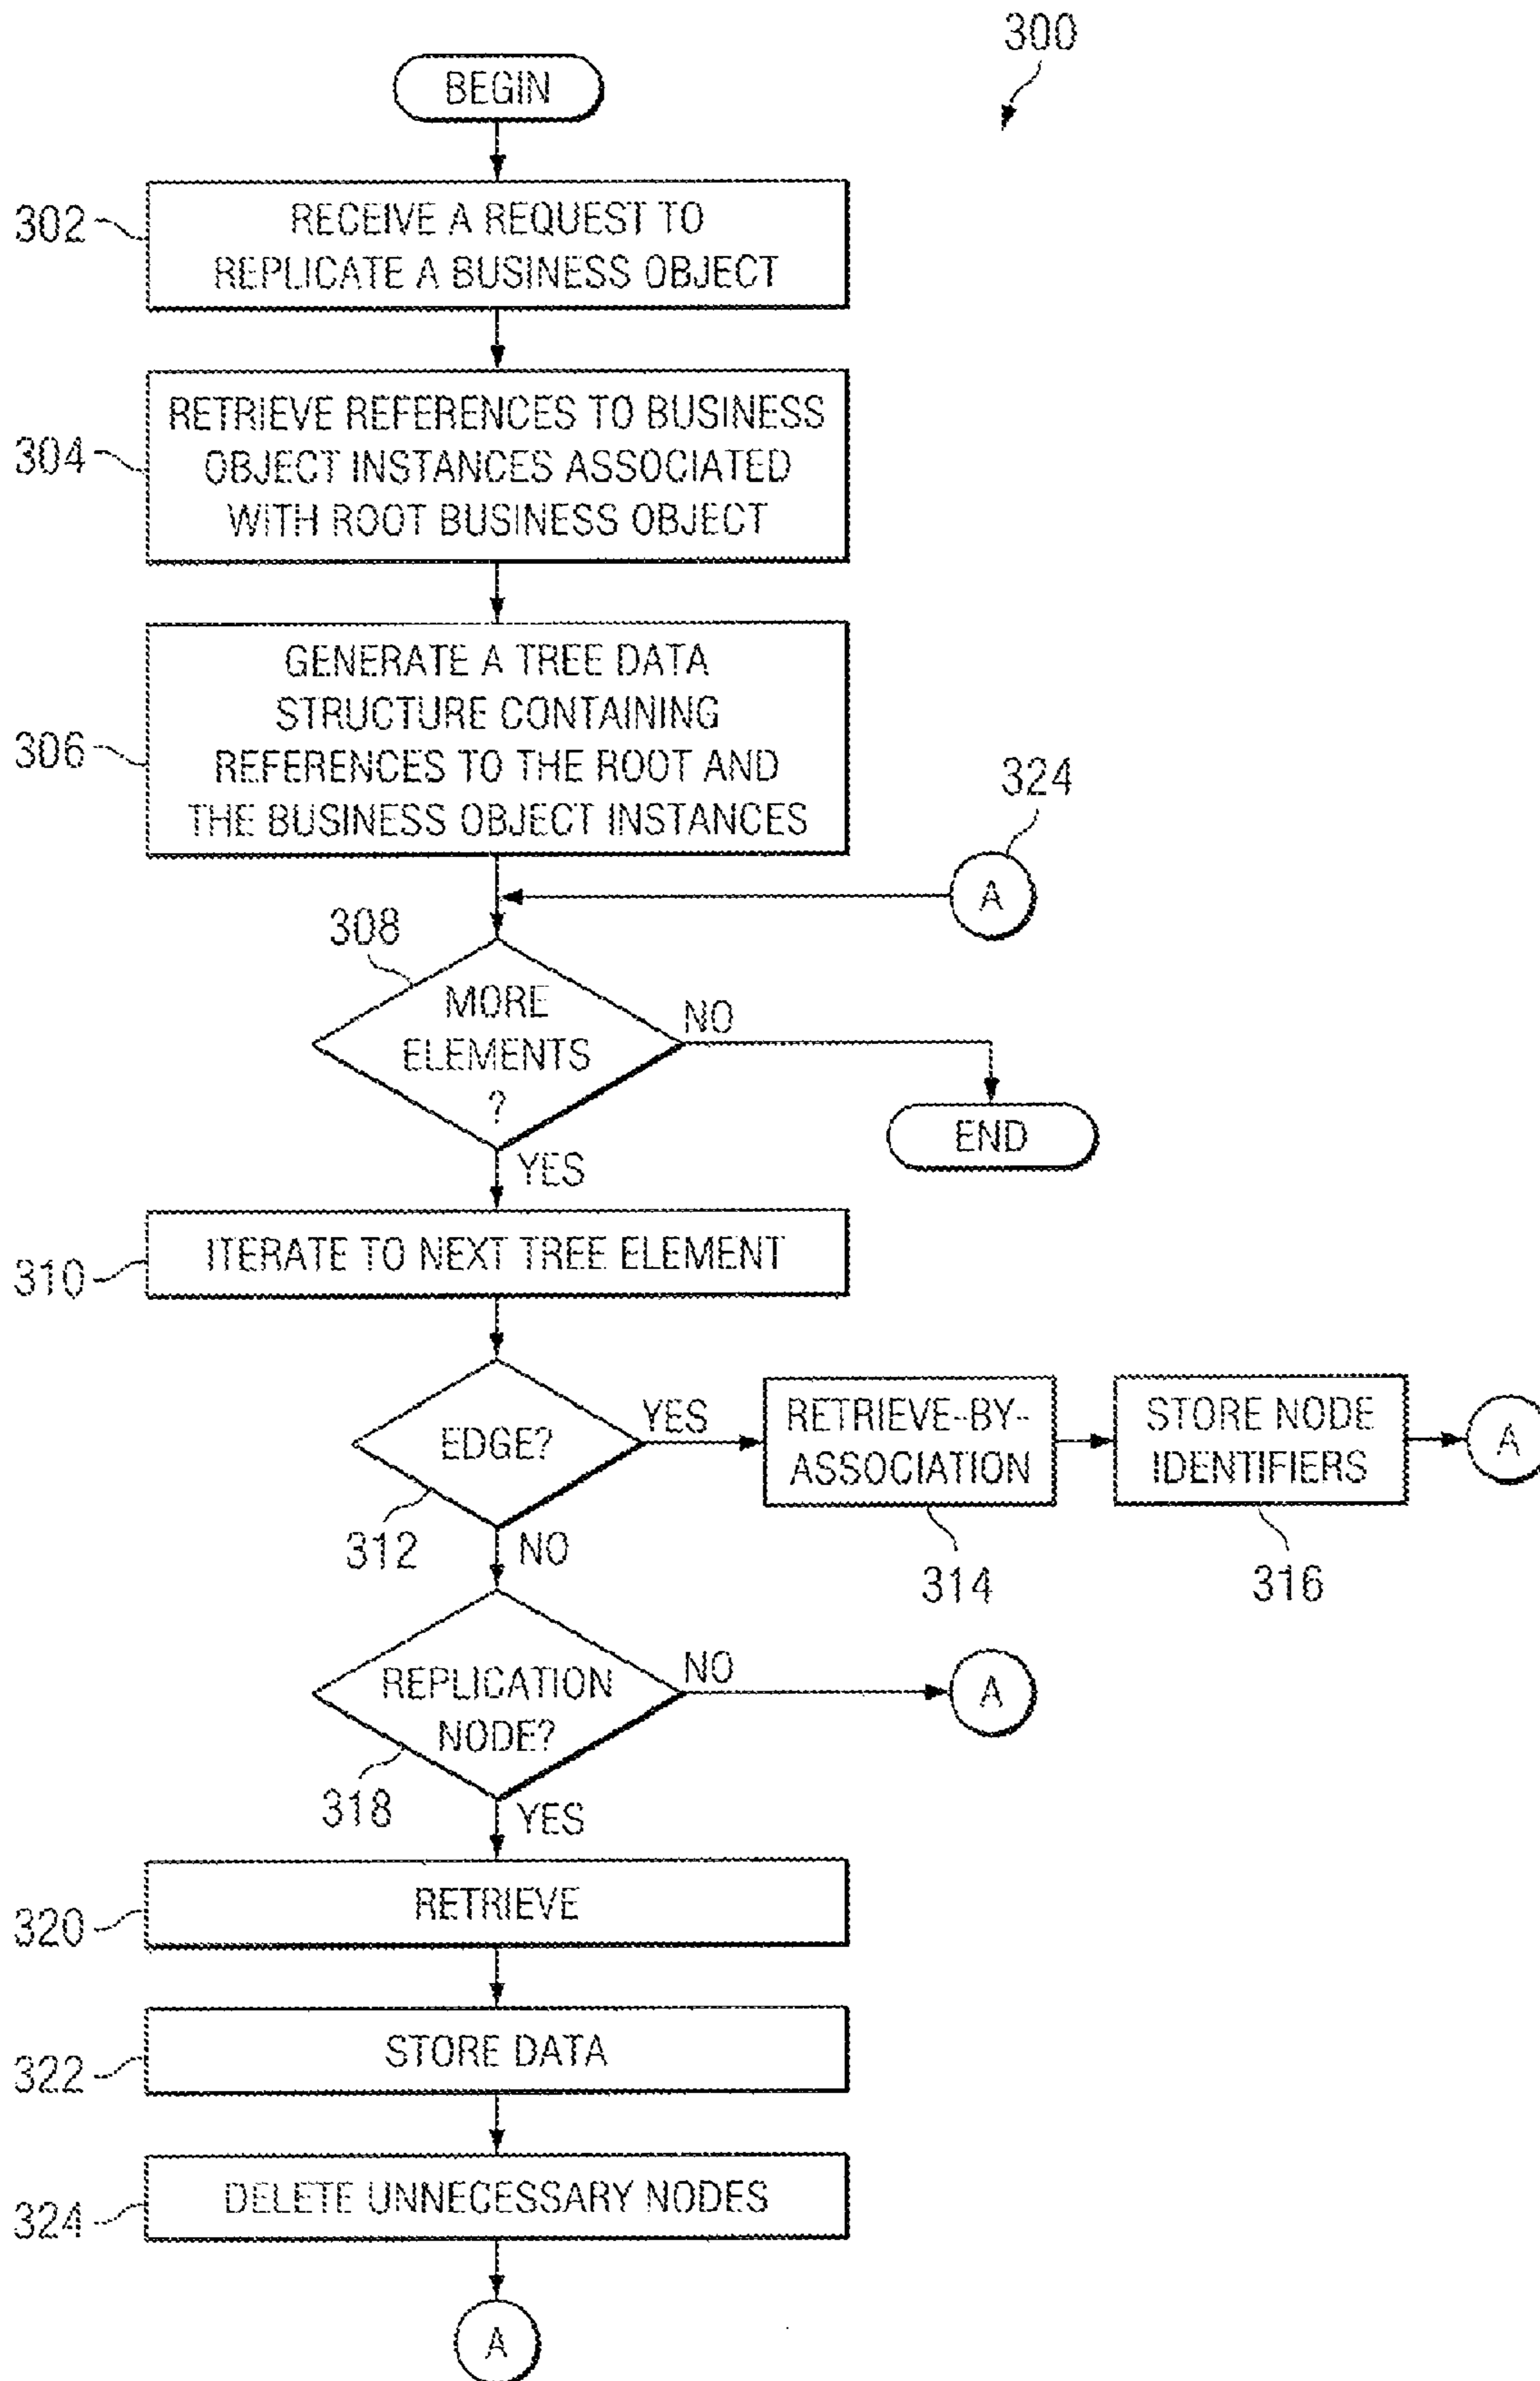 300
BEGIN
302
RECEIVE A REQUEST TO
REPLICATE A BUSINESS OBJECT
304
RETRIEVE REFERENCES TO BUSINESS
OBJECT INSTANCES ASSOCIATED
WITH ROOT BUSINESS OBJECT
306
GENERATE A TREE DATA
STRUCTURE CONTAINING
REFERENCES TO THE ROOT AND
THE BUSINESS OBJECT INSTANCES
324
A
308
MORE
ELEMENTS
?
NO
END
YES
310
ITERATE TO NEXT TREE ELEMENT
EDGE?
312
YES
RETRIEVE-BY-
ASSOCIATION
314
STORE NODE
IDENTIFIERS
316
A
NO
REPLICATION
NODE?
318
NO
A
YES
320
RETRIEVE
322
STORE DATA
324
DELETE UNNECESSARY NODES
A